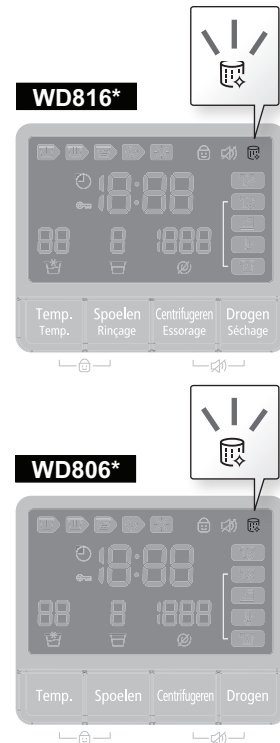 WD816*
18:88
88 8 1888
Temp. Spoelen Centrifugeren Drogen
Temp. Rinçage Essorage Séchage
WD806*
18:88
88 8 1888
Temp. Spoelen Centrifugeren Drogen